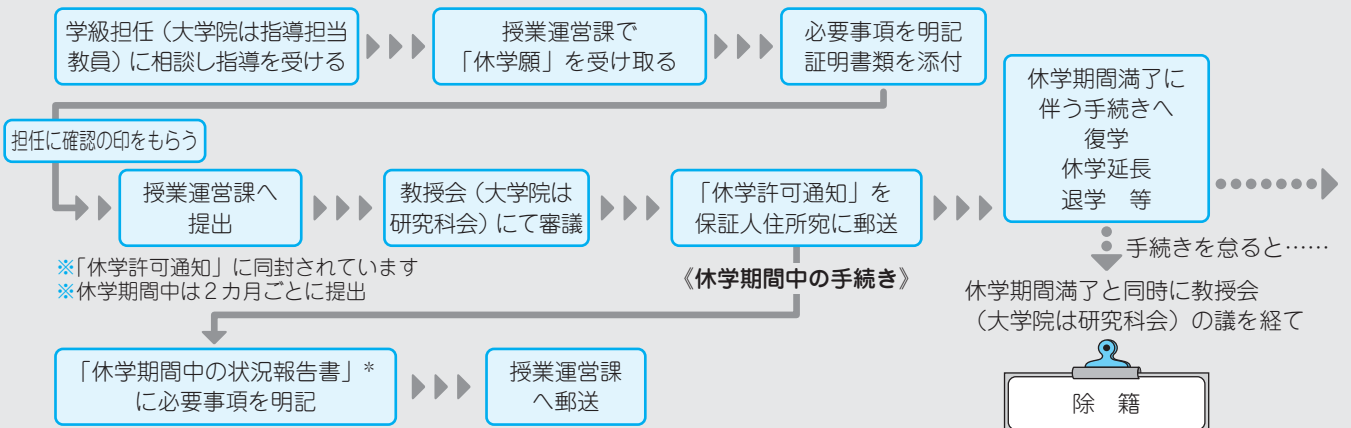 学級担任（大学院は指導担当
教員）に相談し指導を受ける
授業運営課で
「休学願」を受け取る
必要事項を明記
証明書類を添付
担任に確認の印をもらう
授業運営課へ
提出
教授会（大学院は
研究科会）にて審議
「休学許可通知」を
保証人住所宛に郵送
休学期間満了に
伴う手続きへ
復学
休学延長
退学　等
手続きを怠ると……
休学期間満了と同時に教授会
（大学院は研究科会）の議を経て
除　籍
※「休学許可通知」に同封されています
※休学期間中は２カ月ごとに提出
《休学期間中の手続き》
「休学期間中の状況報告書」*
に必要事項を明記
授業運営課
へ郵送